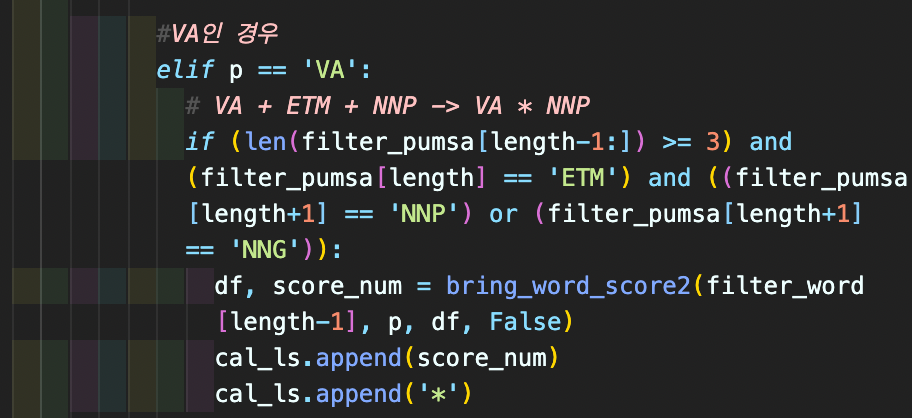 #VA인 경우
elif p == 'VA':
# VA + ETM + NNP -> VA * NNP
if (len(filter_pumsa[length-1:]) >= 3) and
(filter_pumsa[length] == 'ETM') and ((filter_pumsa
[length+1] == 'NNP') or (filter_pumsa[length+1]
== 'NNG')):
df, score_num = bring_word_score2(filter_word
[length-1], p, df, False)
cal_ls.append(score_num)
cal_ls.append('*')